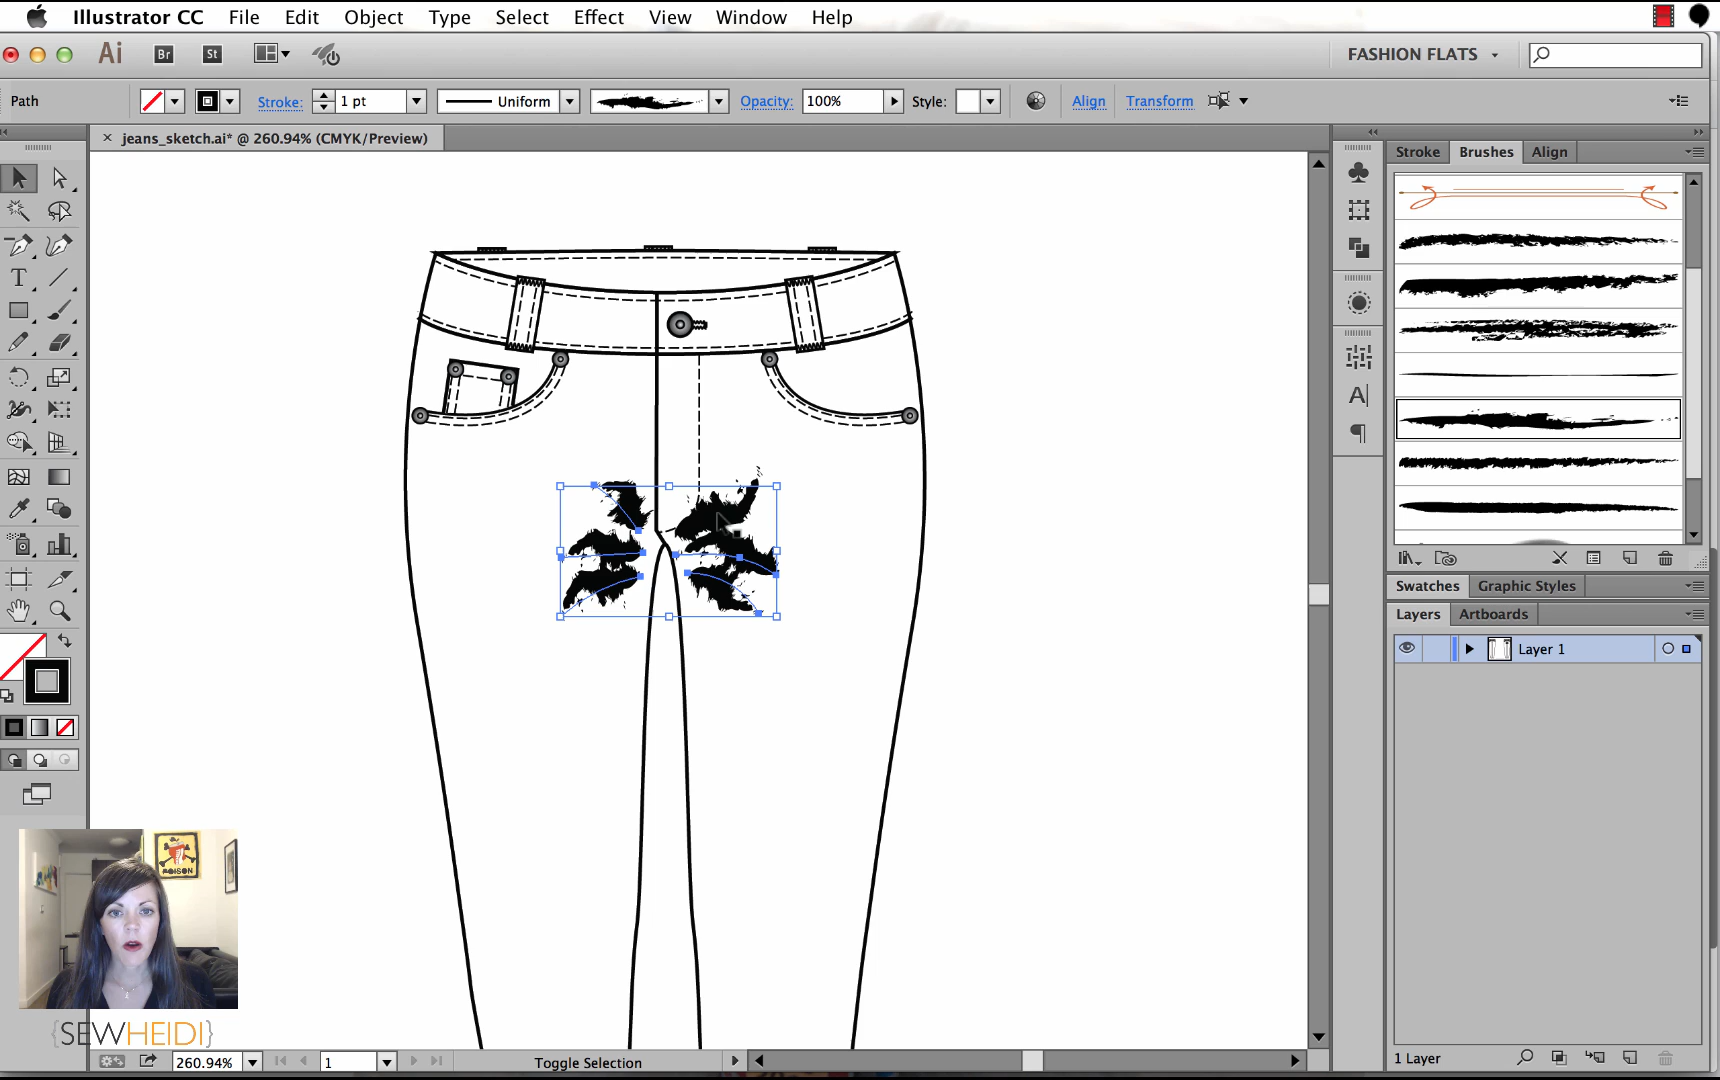 Illustrator CC File Edit Object Type Select Effect View Window Help
Ai Br St FASHION FLATS
Path Stroke: 1 pt Uniform Opacity: 100% Style: Align Transform
× jeans_sketch.ai* @ 260.94% (CMYK/Preview)
Stroke Brushes Align
T
A
Swatches Graphic Styles
Layers Artboards
Layer 1
POISON
{SEWHEIDI}
260.94% 1 Toggle Selection
1 Layer